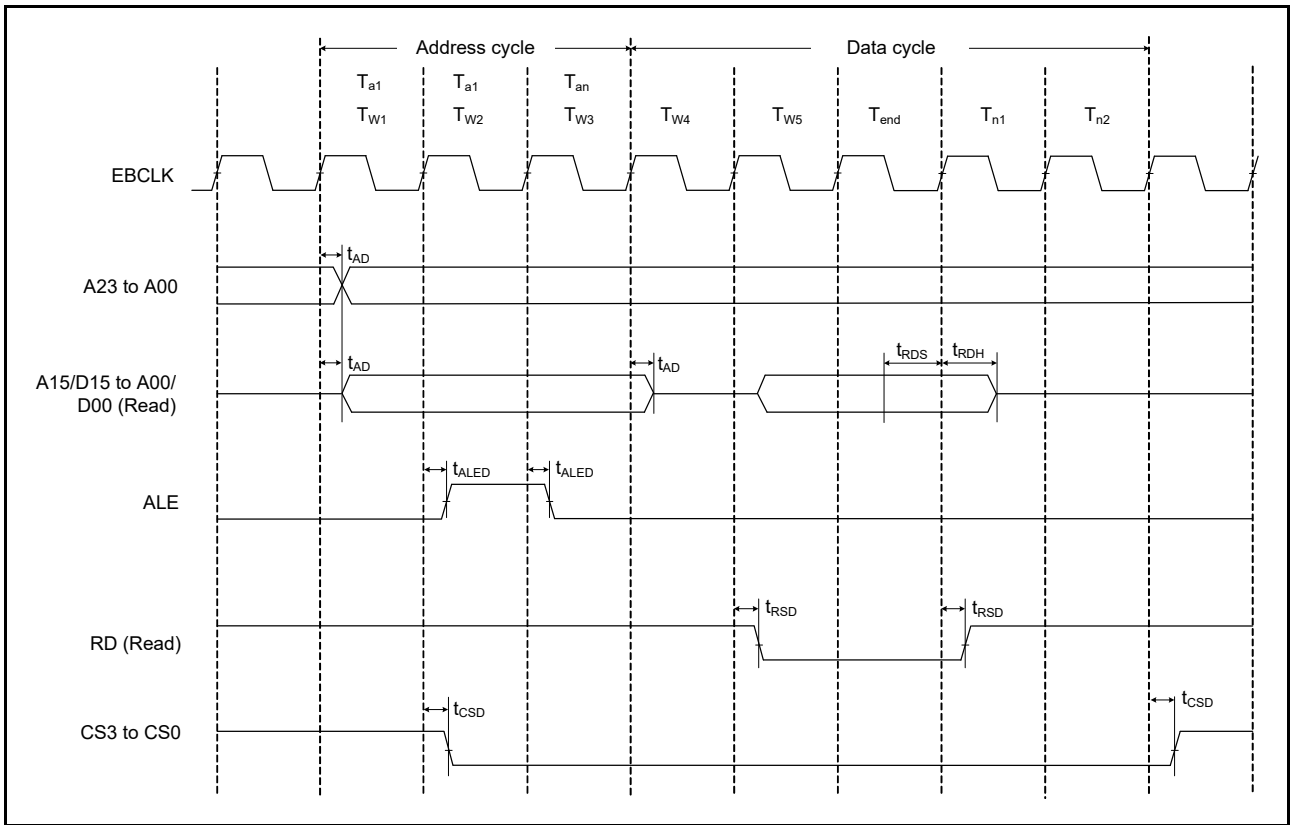 Address cycle Data cycle
Ta1 Ta1 Tan
TW1 TW2 TW3 TW4 TW5 Tend Tn1 Tn2
EBCLK
tAD
A23 to A00
tAD tAD tRDS tRDH
A15/D15 to A00/
D00 (Read)
tALED tALED
ALE
tRSD tRSD
RD (Read)
tCSD tCSD
CS3 to CS0